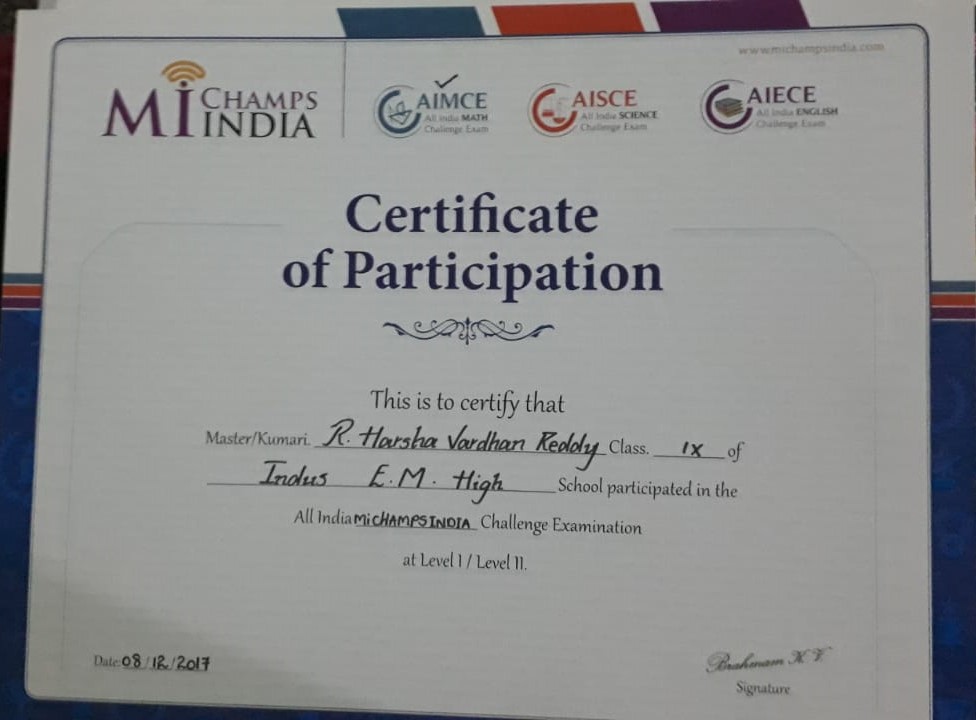 www.michampsindia.com
Mi CHAMPS INDIA
AIMCE
All India MATH
Challenge Exam
AISCE
All India SCIENCE
Challenge Exam
AIECE
All India ENGLISH
Challenge Exam
Certificate
of Participation
This is to certify that
Master/Kumari. R. Harsha Vardhan Reddy Class. IX of
Indus E.M. High School participated in the
All India MiCHAMPSINDIA Challenge Examination
at Level I / Level II.
Date: 08/12/2017
Brahmam K V
Signature